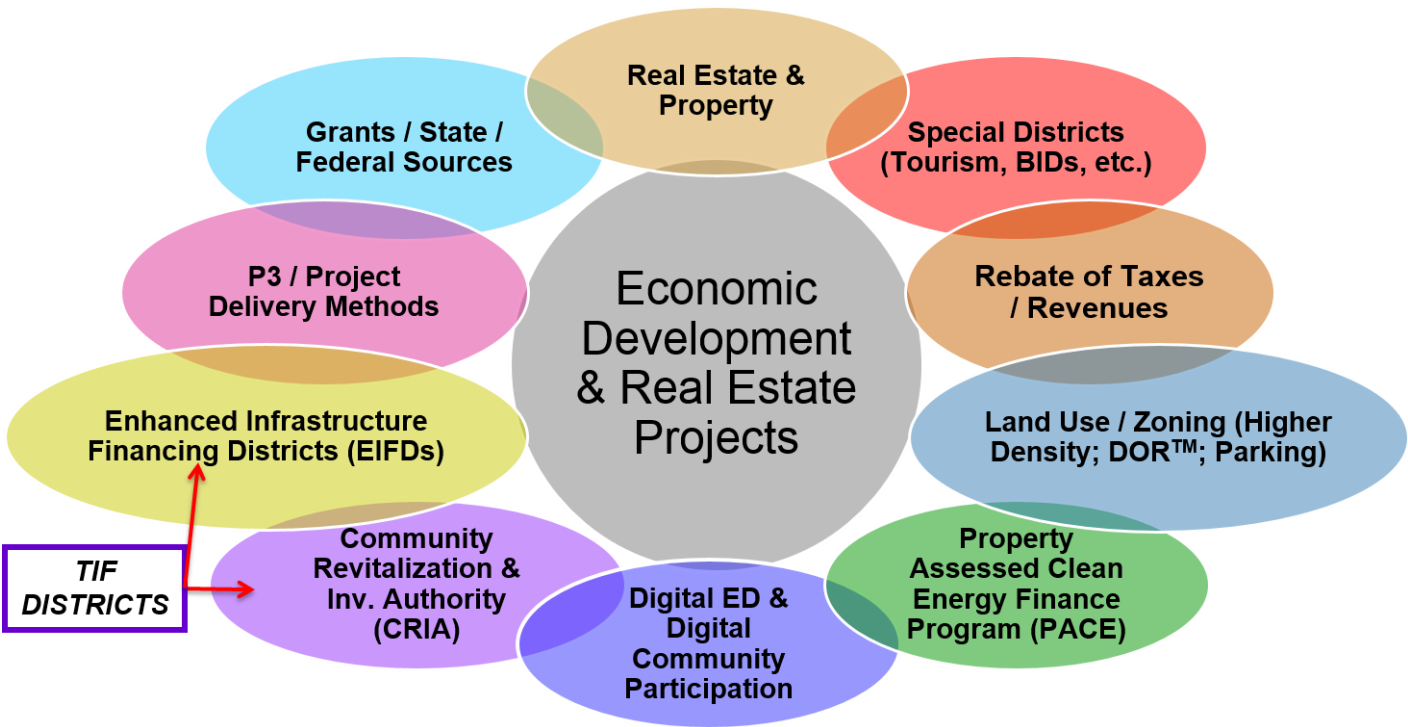 Real Estate &
Property
Special Districts
(Tourism, BIDs, etc.)
Rebate of Taxes
/ Revenues
Land Use / Zoning (Higher
Density; DOR™; Parking)
Property
Assessed Clean
Energy Finance
Program (PACE)
Digital ED &
Digital
Community
Participation
Community
Revitalization &
Inv. Authority
(CRIA)
Enhanced Infrastructure
Financing Districts (EIFDs)
P3 / Project
Delivery Methods
Grants / State /
Federal Sources
Economic
Development
& Real Estate
Projects
TIF
DISTRICTS